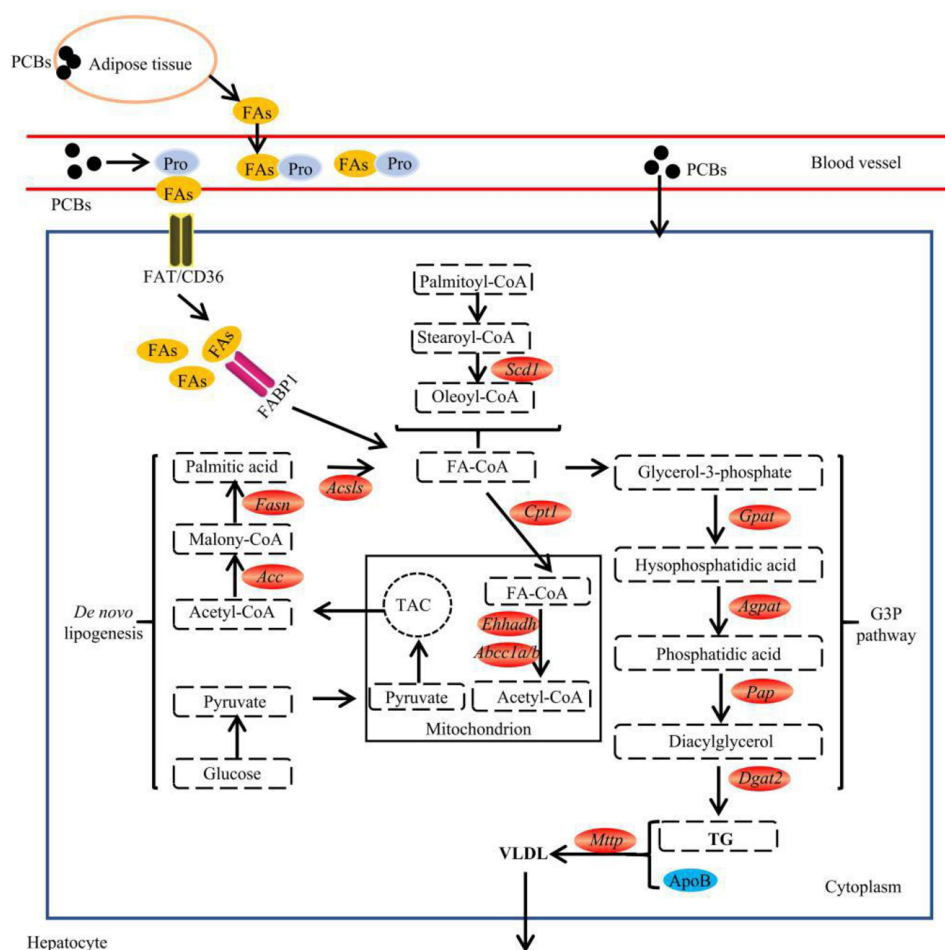 PCBs
Adipose tissue
FAs
Pro
FAs
Pro
FAs
Pro
PCBs
Blood vessel
FAs
PCBs
FAT/CD36
Palmitoyl-CoA
Stearoyl-CoA
Scd1
Oleoyl-CoA
FAs
FAs
FAs
FABP1
Palmitic acid
Acsls
FA-CoA
Glycerol-3-phosphate
Fasn
Cpt1
Gpat
Malony-CoA
Hysophosphatidic acid
Acc
Acetyl-CoA
TAC
FA-CoA
Ehhadh
Abcc1a/b
Agpat
De novo
lipogenesis
G3P
pathway
Phosphatidic acid
Pap
Pyruvate
Pyruvate
Acetyl-CoA
Mitochondrion
Diacylglycerol
Glucose
Dgat2
TG
Mttp
VLDL
ApoB
Cytoplasm
Hepatocyte